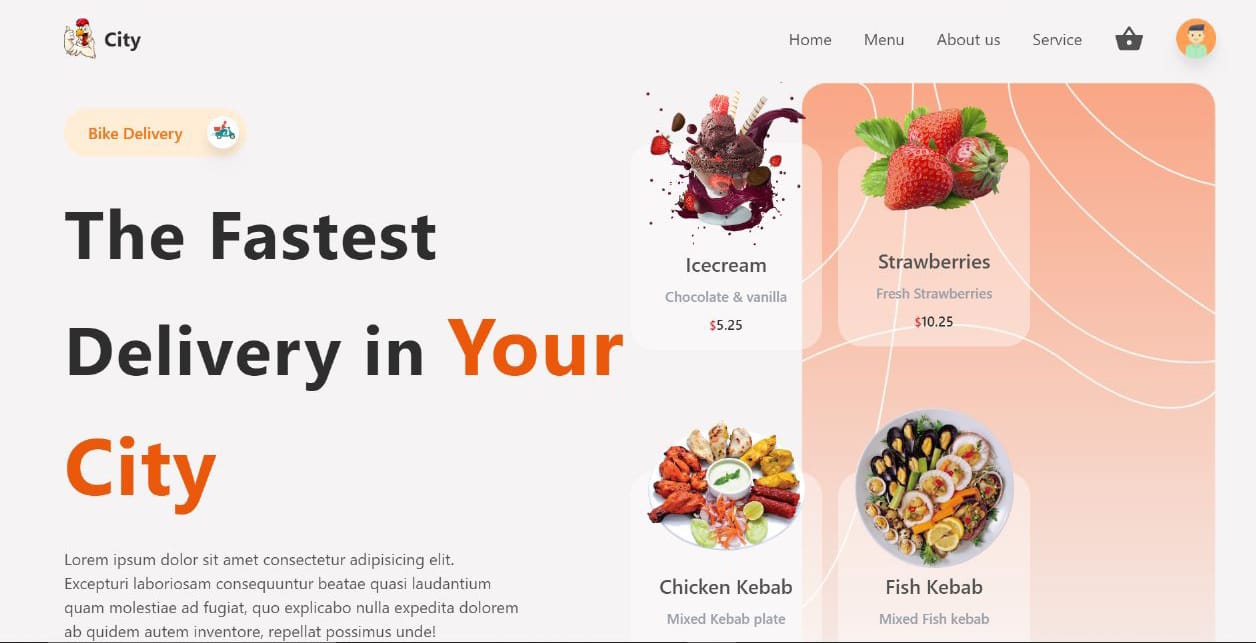 City
Home
Menu
About us
Service
Bike Delivery
The Fastest
Delivery in Your
City
Lorem ipsum dolor sit amet consectetur adipisicing elit.
Excepturi laboriosam consequuntur beatae quasi laudantium
quam molestiae ad fugiat, quo explicabo nulla expedita dolorem
ab quidem autem inventore, repellat possimus unde!
Icecream
Chocolate & vanilla
$5.25
Strawberries
Fresh Strawberries
$10.25
Chicken Kebab
Mixed Kebab plate
Fish Kebab
Mixed Fish kebab